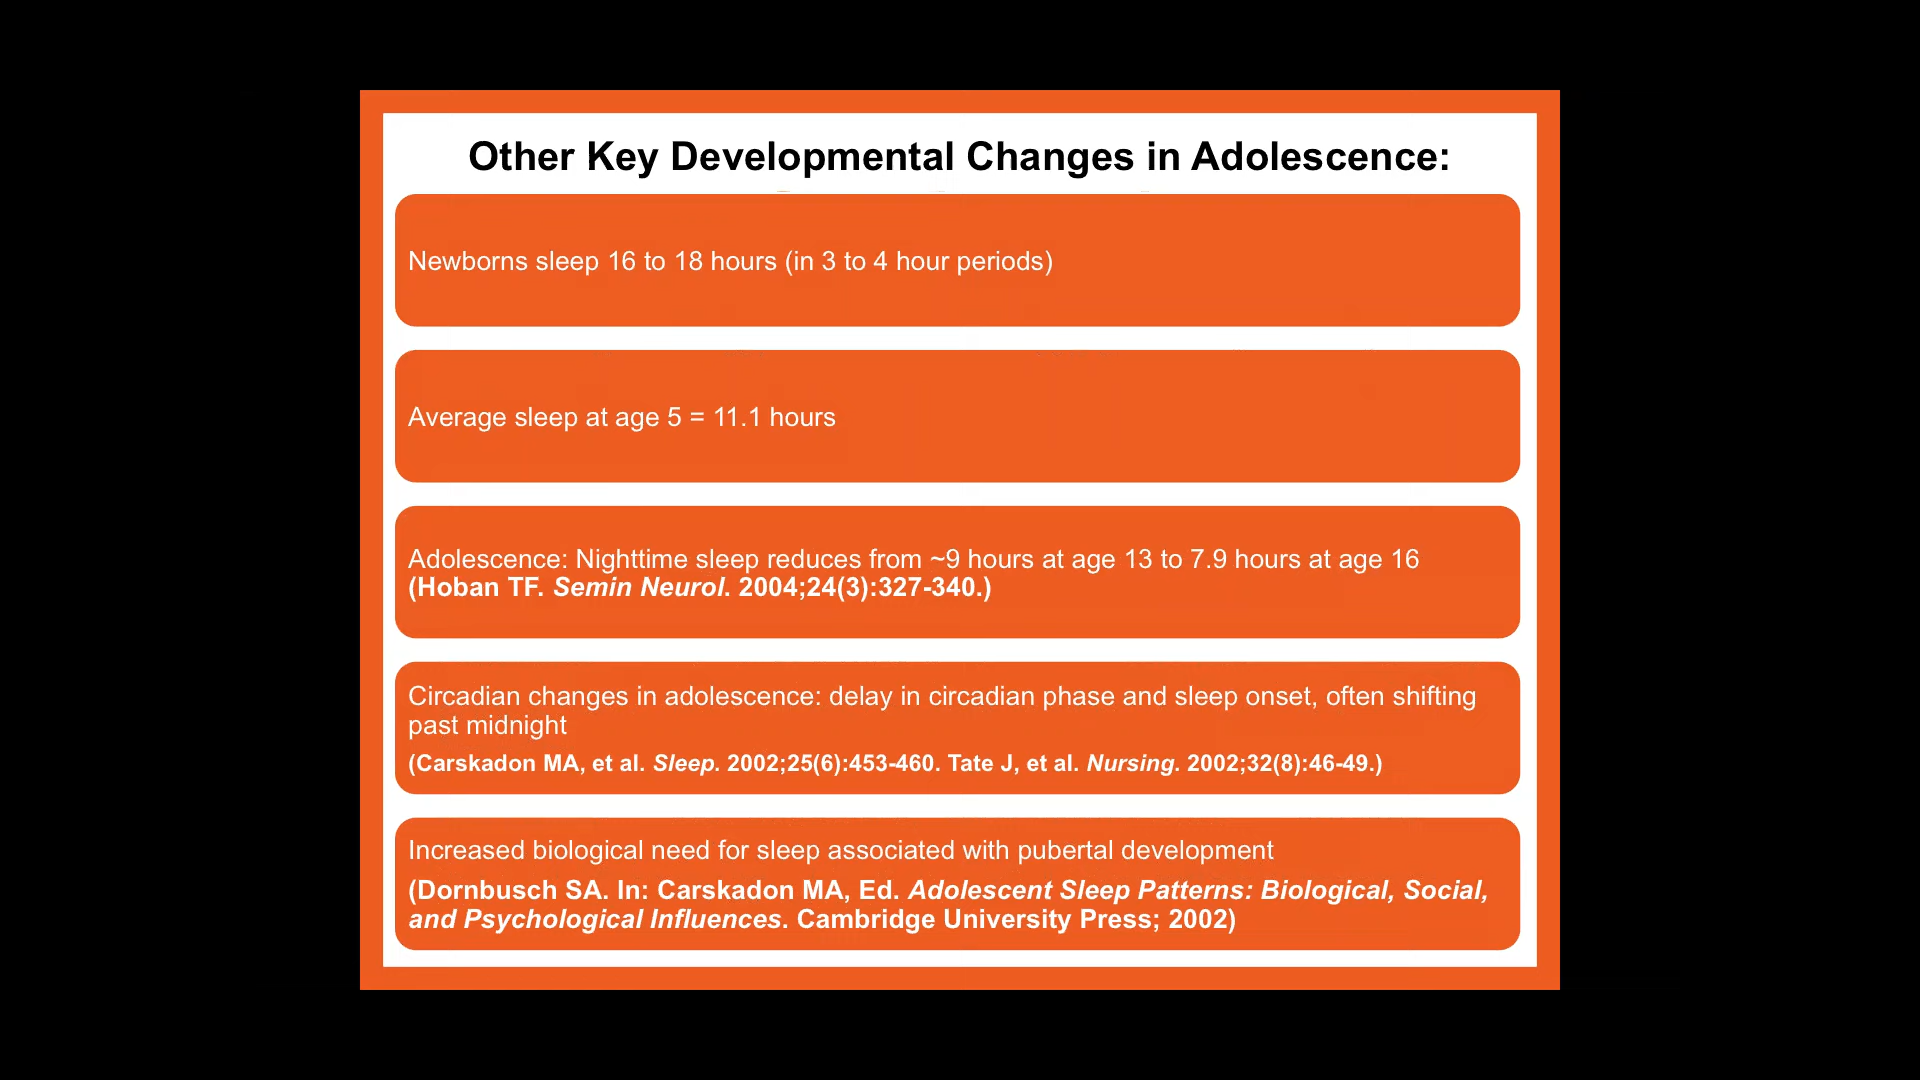 Other Key Developmental Changes in Adolescence:
Newborns sleep 16 to 18 hours (in 3 to 4 hour periods)
Average sleep at age 5 = 11.1 hours
Adolescence: Nighttime sleep reduces from ~9 hours at age 13 to 7.9 hours at age 16
(Hoban TF. Semin Neurol. 2004;24(3):327-340.)
Circadian changes in adolescence: delay in circadian phase and sleep onset, often shifting
past midnight
(Carskadon MA, et al. Sleep. 2002;25(6):453-460. Tate J, et al. Nursing. 2002;32(8):46-49.)
Increased biological need for sleep associated with pubertal development
(Dornbusch SA. In: Carskadon MA, Ed. Adolescent Sleep Patterns: Biological, Social,
and Psychological Influences. Cambridge University Press; 2002)